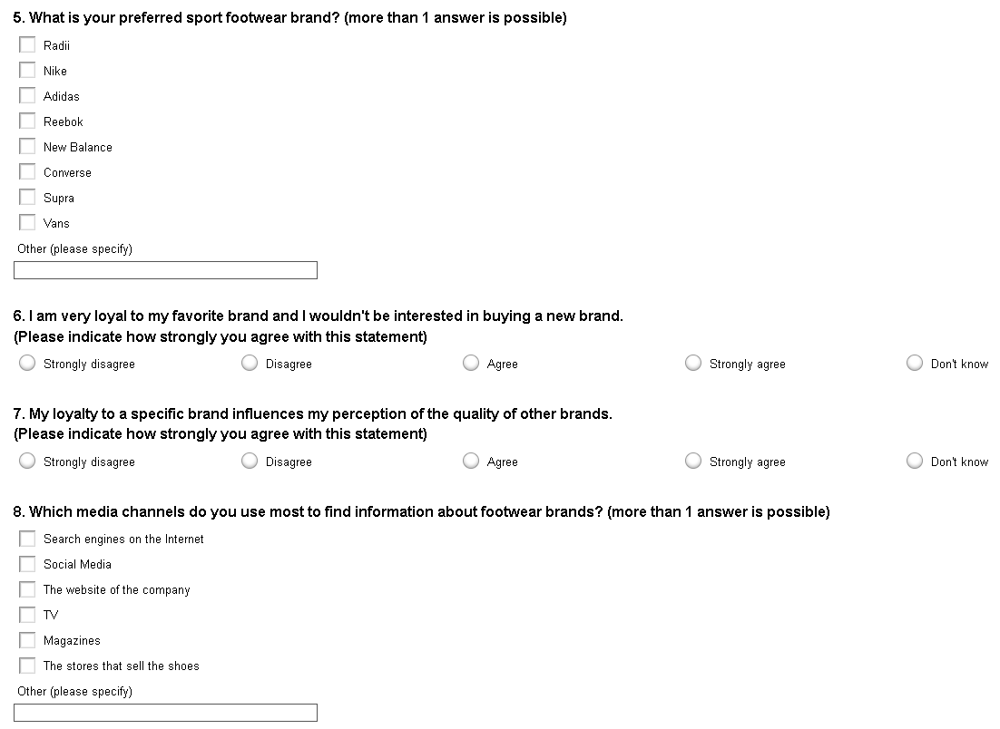 5. What is your preferred sport footwear brand? (more than 1 answer is possible)
Radii
Nike
Adidas
Reebok
New Balance
Converse
Supra
Vans
Other (please specify)
6. I am very loyal to my favorite brand and I wouldn't be interested in buying a new brand.
(Please indicate how strongly you agree with this statement)
Strongly disagree Disagree Agree Strongly agree Don't know
7. My loyalty to a specific brand influences my perception of the quality of other brands.
(Please indicate how strongly you agree with this statement)
Strongly disagree Disagree Agree Strongly agree Don't know
8. Which media channels do you use most to find information about footwear brands? (more than 1 answer is possible)
Search engines on the Internet
Social Media
The website of the company
TV
Magazines
The stores that sell the shoes
Other (please specify)